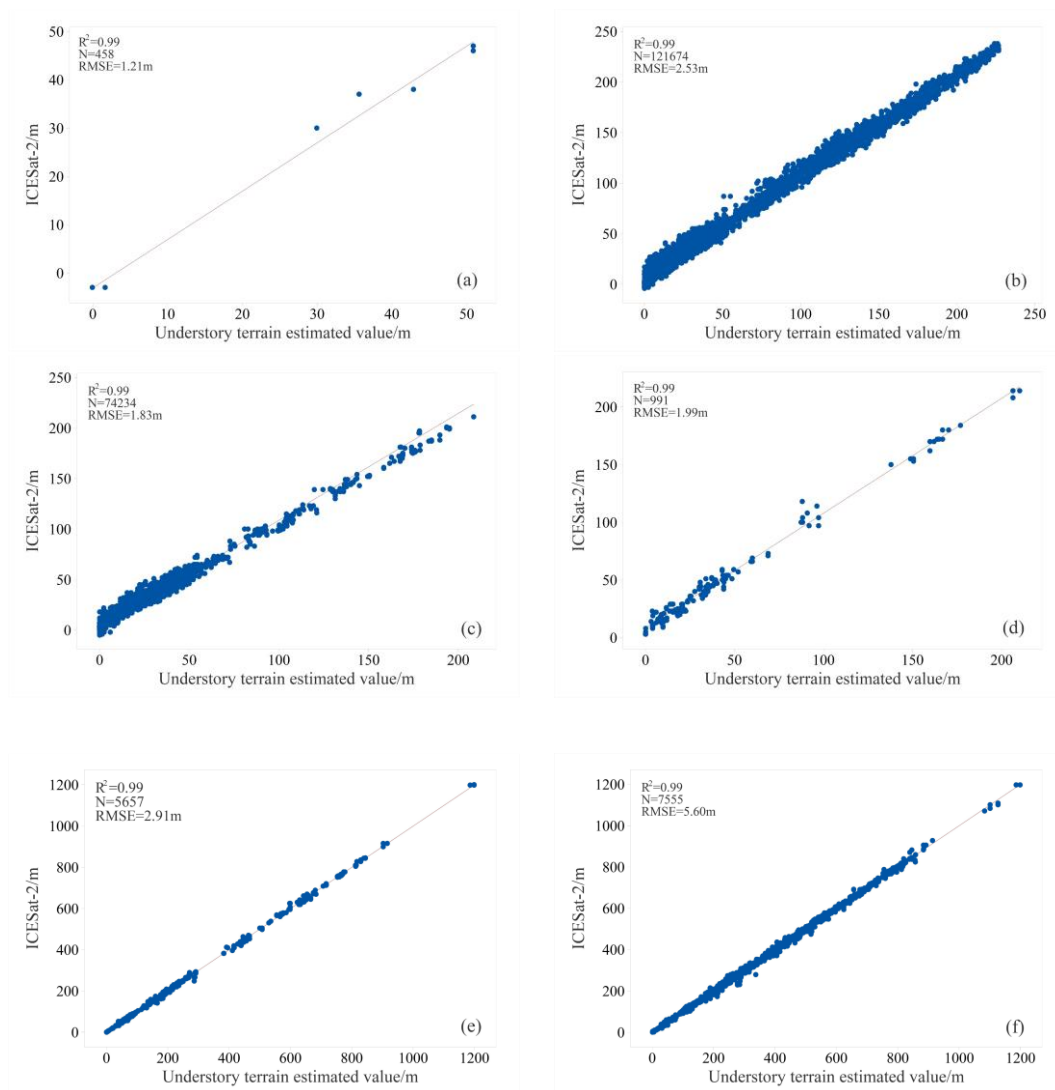 R²=0.99
N=458
RMSE=1.21m
50
40
30
20
10
0
ICESat-2/m
(a)
0 10 20 30 40 50
Understory terrain estimated value/m
R²=0.99
N=121674
RMSE=2.53m
250
200
150
100
50
0
ICESat-2/m
(b)
0 50 100 150 200 250
Understory terrain estimated value/m
R²=0.99
N=74234
RMSE=1.83m
250
200
150
100
50
0
ICESat-2/m
(c)
0 50 100 150 200
Understory terrain estimated value/m
R²=0.99
N=991
RMSE=1.99m
200
150
100
50
0
ICESat-2/m
(d)
0 50 100 150 200
Understory terrain estimated value/m
R²=0.99
N=5657
RMSE=2.91m
1200
1000
800
600
400
200
0
ICESat-2/m
(e)
0 200 400 600 800 1000 1200
Understory terrain estimated value/m
R²=0.99
N=7555
RMSE=5.60m
1200
1000
800
600
400
200
0
ICESat-2/m
(f)
0 200 400 600 800 1000 1200
Understory terrain estimated value/m